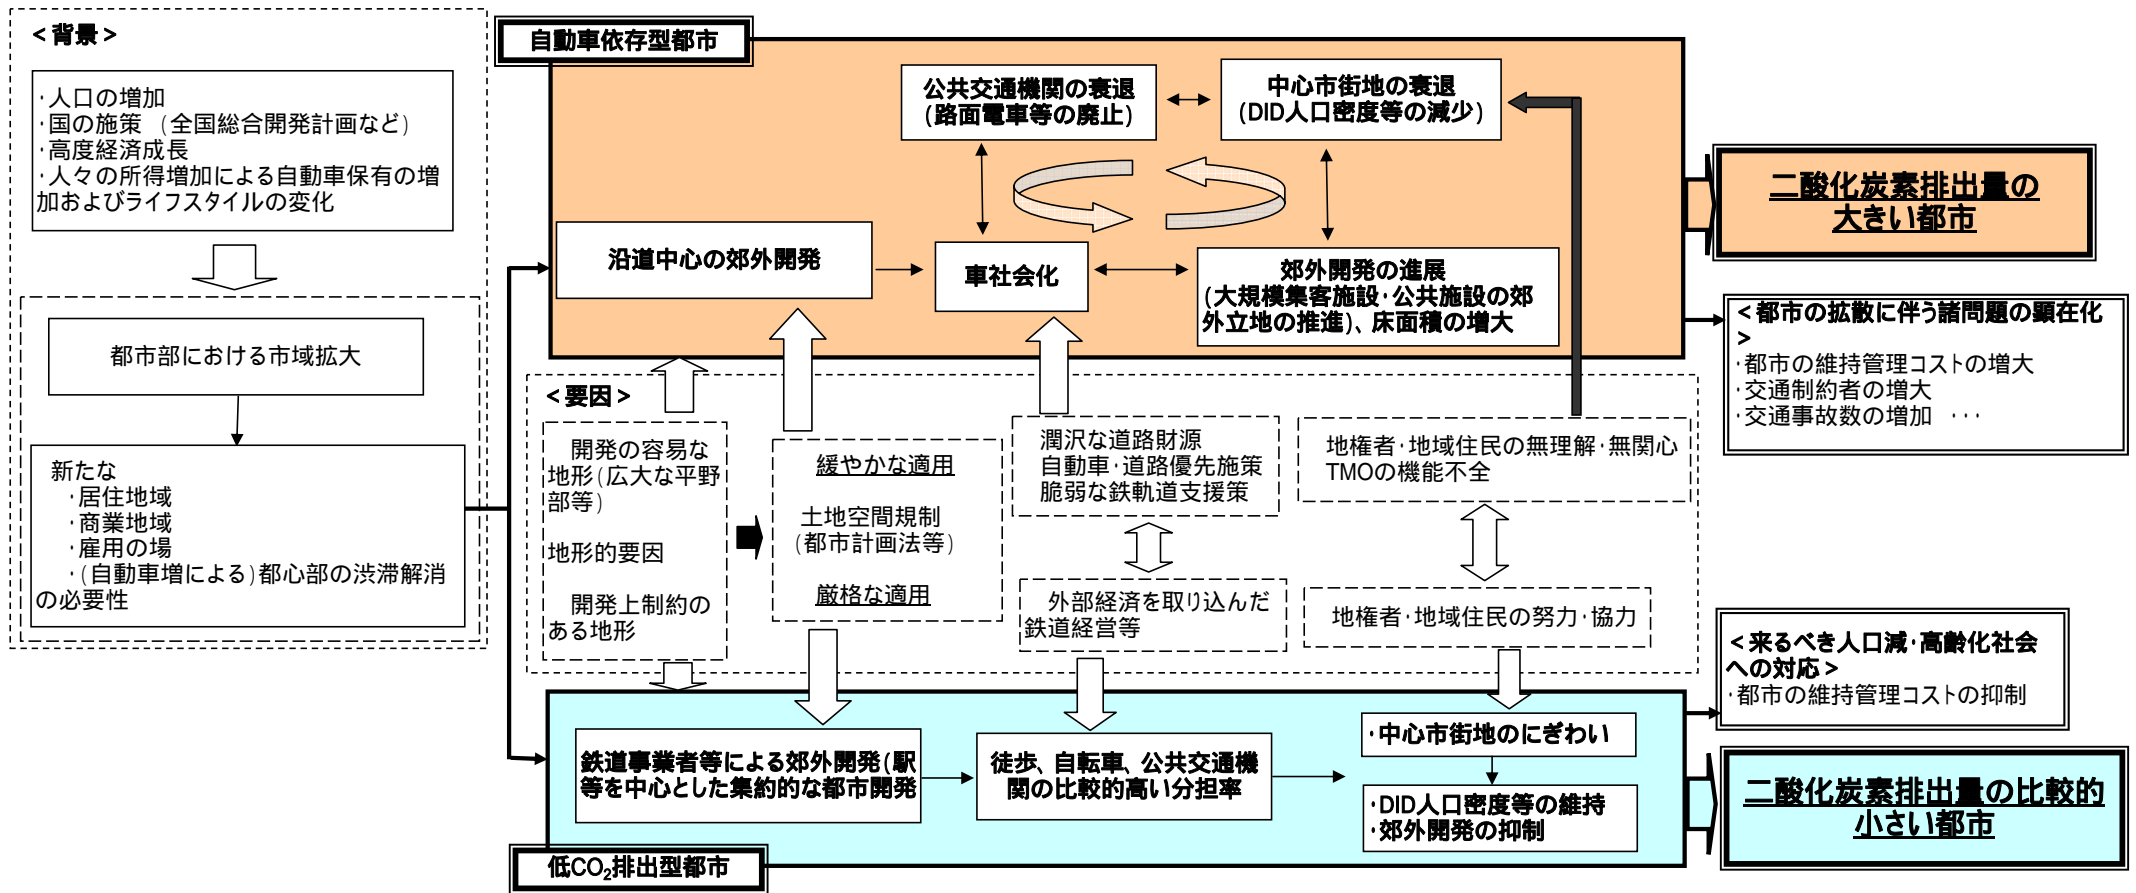 ＜背景＞
･人口の増加
･国の施策　(全国総合開発計画など)
･高度経済成長
･人々の所得増加による自動車保有の増
加およびライフスタイルの変化
都市部における市域拡大
新たな
･居住地域
･商業地域
･雇用の場
･(自動車増による)都心部の渋滞解消
の必要性
自動車依存型都市
公共交通機関の衰退
(路面電車等の廃止)
中心市街地の衰退
(DID人口密度等の減少)
沿道中心の郊外開発
車社会化
郊外開発の進展
(大規模集客施設･公共施設の郊
外立地の推進)、床面積の増大
＜要因＞
開発の容易な
地形(広大な平野
部等)
地形的要因
開発上制約の
ある地形
緩やかな適用
土地空間規制
(都市計画法等)
厳格な適用
潤沢な道路財源
自動車･道路優先施策
脆弱な鉄軌道支援策
外部経済を取り込んだ
鉄道経営等
地権者･地域住民の無理解･無関心
TMOの機能不全
地権者･地域住民の努力･協力
鉄道事業者等による郊外開発(駅
等を中心とした集約的な都市開発
徒歩、自転車、公共交通機
関の比較的高い分担率
･中心市街地のにぎわい
･DID人口密度等の維持
･郊外開発の抑制
低CO₂排出型都市
二酸化炭素排出量の
大きい都市
＜都市の拡散に伴う諸問題の顕在化
＞
･都市の維持管理コストの増大
･交通制約者の増大
･交通事故数の増加　･･･
＜来るべき人口減･高齢化社会
への対応＞
･都市の維持管理コストの抑制
二酸化炭素排出量の比較的
小さい都市